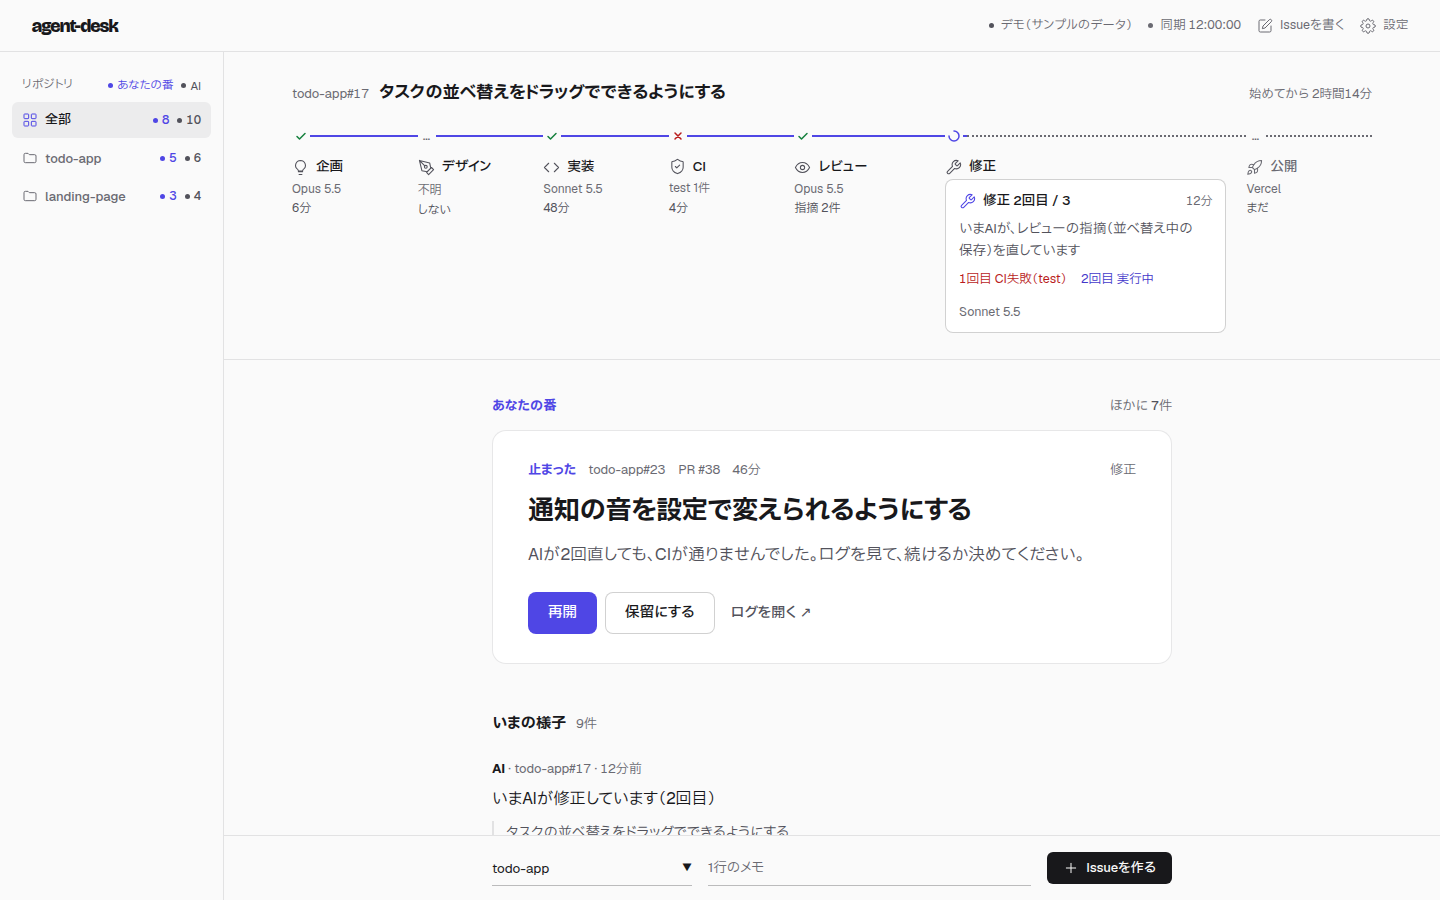 agent-desk
デモ（サンプルのデータ） 同期 12:00:00 Issueを書く 設定
リポジトリ あなたの番 AI
全部 8 10
todo-app 5 6
landing-page 3 4
todo-app#17 タスクの並べ替えをドラッグでできるようにする 始めてから 2時間14分
企画
Opus 5.5
6分
デザイン
不明
しない
実装
Sonnet 5.5
48分
CI
test 1件
4分
レビュー
Opus 5.5
指摘 2件
修正
修正 2回目 / 3 12分
いまAIが、レビューの指摘（並べ替え中の
保存）を直しています
1回目 CI失敗（test） 2回目 実行中
Sonnet 5.5
公開
Vercel
まだ
あなたの番 ほかに 7件
止まった todo-app#23 PR #38 46分 修正
通知の音を設定で変えられるようにする
AIが2回直しても、CIが通りませんでした。ログを見て、続けるか決めてください。
再開 保留にする ログを開く ↗
いまの様子 9件
AI · todo-app#17 · 12分前
いまAIが修正しています（2回目）
タスクの並べ替えをドラッグでできるようにする
todo-app ▼ 1行のメモ ＋ Issueを作る